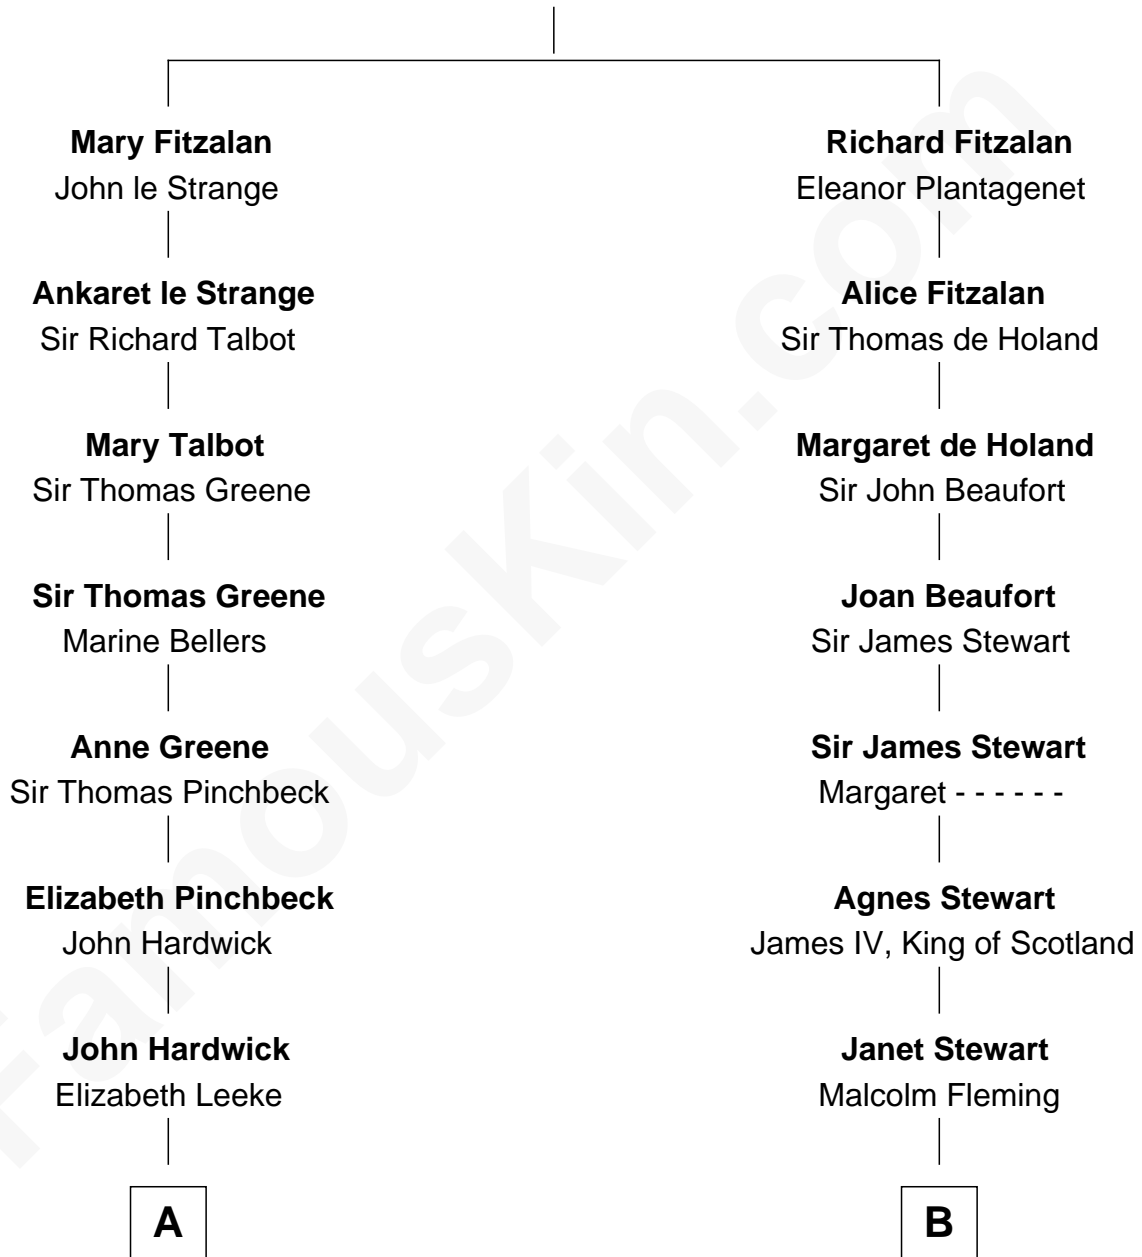 Mary Fitzalan
John le Strange
Richard Fitzalan
Eleanor Plantagenet
Ankaret le Strange
Sir Richard Talbot
Alice Fitzalan
Sir Thomas de Holand
Mary Talbot
Sir Thomas Greene
Margaret de Holand
Sir John Beaufort
Sir Thomas Greene
Marine Bellers
Joan Beaufort
Sir James Stewart
Anne Greene
Sir Thomas Pinchbeck
Sir James Stewart
Margaret - - - - - -
Elizabeth Pinchbeck
John Hardwick
Agnes Stewart
James IV, King of Scotland
John Hardwick
Elizabeth Leeke
Janet Stewart
Malcolm Fleming
A
B
FamousKin.com